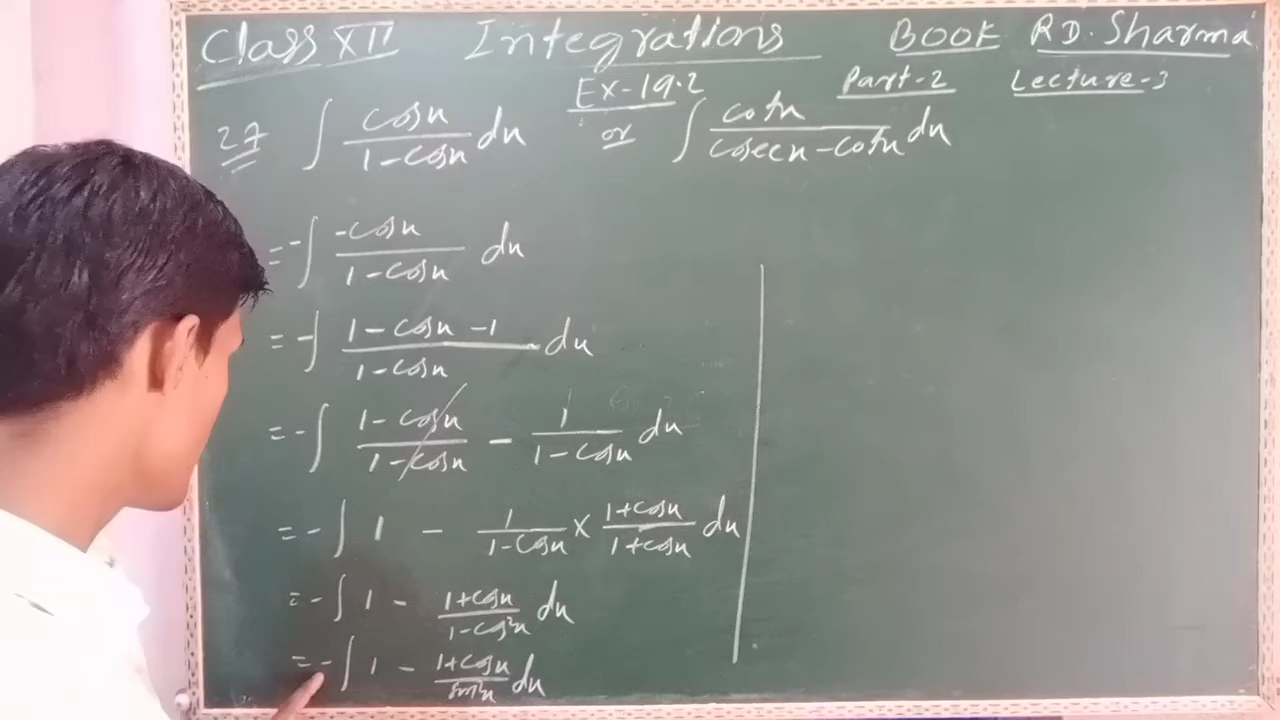 Class XII Integrations Book RD. Sharma
Ex-19.2 Part-2 Lecture-3
27 ∫ cosx/(1-cosx) dx or ∫ cotx/(cosecx-cotx) dx
= -∫ -cosx/(1-cosx) dx
= -∫ (1-cosx-1)/(1-cosx) dx
= -∫ (1-cosx)/(1-cosx) - 1/(1-cosx) dx
= -∫ 1 - 1/(1-cosx) × (1+cosx)/(1+cosx) dx
= -∫ 1 - (1+cosx)/(1-cos²x) dx
= -∫ 1 - (1+cosx)/(sin²x) dx